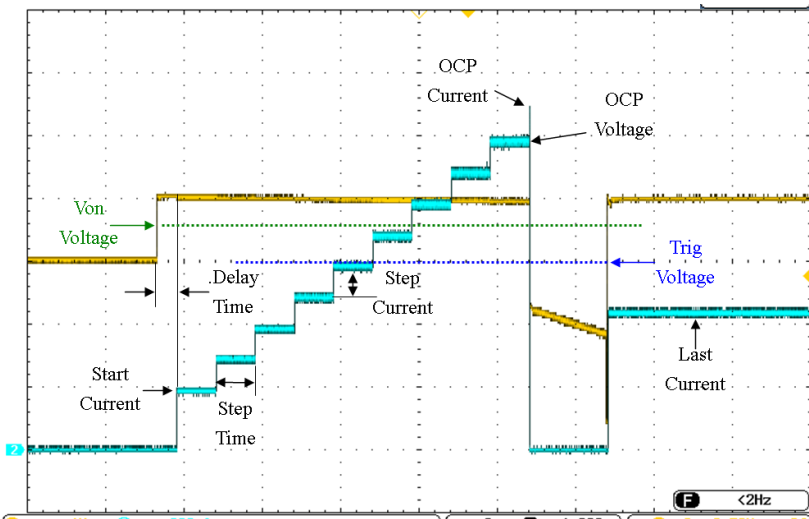 OCP
Current
OCP
Voltage
Von
Voltage
Trig
Voltage
Delay
Time
Step
Current
Start
Current
Step
Time
Last
Current
2
F <2Hz